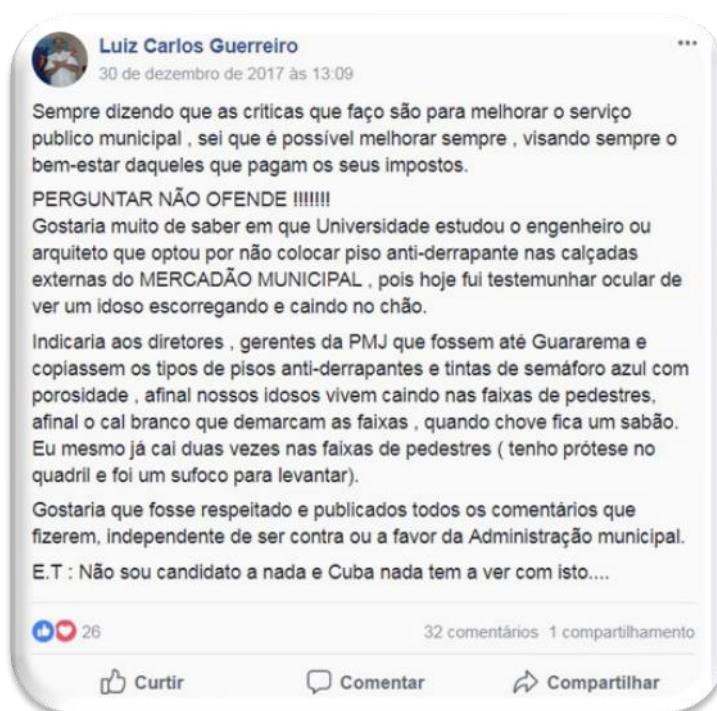 Luiz Carlos Guerreiro
30 de dezembro de 2017 às 13:09
Sempre dizendo que as criticas que faço são para melhorar o serviço
publico municipal , sei que é possível melhorar sempre , visando sempre o
bem-estar daqueles que pagam os seus impostos.
PERGUNTAR NÃO OFENDE !!!!!!!
Gostaria muito de saber em que Universidade estudou o engenheiro ou
arquiteto que optou por não colocar piso anti-derrapante nas calçadas
externas do MERCADÃO MUNICIPAL , pois hoje fui testemunhar ocular de
ver um idoso escorregando e caindo no chão.
Indicaria aos diretores , gerentes da PMJ que fossem até Guararema e
copiassem os tipos de pisos anti-derrapantes e tintas de semáforo azul com
porosidade , afinal nossos idosos vivem caindo nas faixas de pedestres,
afinal o cal branco que demarcam as faixas , quando chove fica um sabão.
Eu mesmo já cai duas vezes nas faixas de pedestres ( tenho prótese no
quadril e foi um sufoco para levantar).
Gostaria que fosse respeitado e publicados todos os comentários que
fizerem, independente de ser contra ou a favor da Administração municipal.
E.T : Não sou candidato a nada e Cuba nada tem a ver com isto....
26
32 comentários 1 compartilhamento
Curtir Comentar Compartilhar